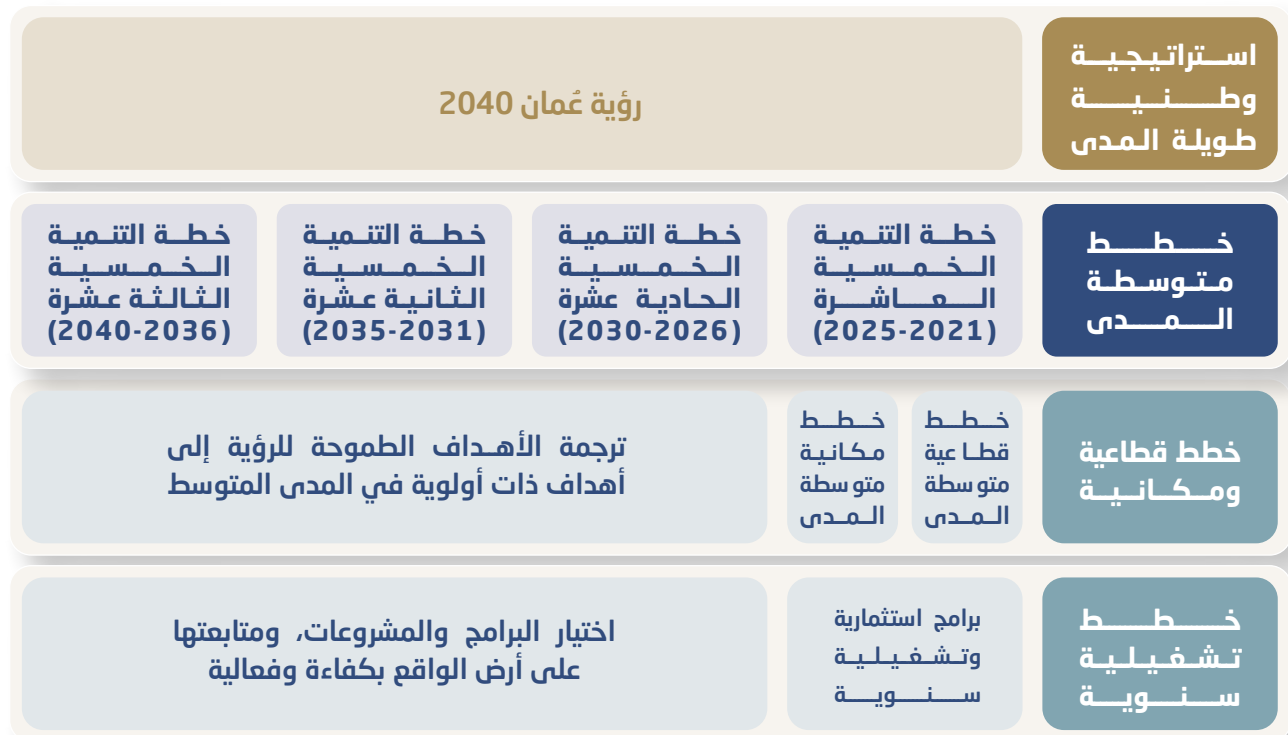 استراتيجية
وطنية
طويلة المدى
رؤية عُمان 2040
خطط
متوسطة
المدى
خطة التنمية
الخمسية
العاشرة
(2021-2025)
خطة التنمية
الخمسية
الحادية عشرة
(2026-2030)
خطة التنمية
الخمسية
الثانية عشرة
(2031-2035)
خطة التنمية
الخمسية
الثالثة عشرة
(2036-2040)
خطط قطاعية
ومكانية
خطط
قطاعية
متوسطة
المدى
خطط
مكانية
متوسطة
المدى
ترجمة الأهداف الطموحة للرؤية إلى
أهداف ذات أولوية في المدى المتوسط
خطط
تشغيلية
سنوية
برامج استثمارية
وتشغيلية
سنوية
اختيار البرامج والمشروعات، ومتابعتها
على أرض الواقع بكفاءة وفعالية